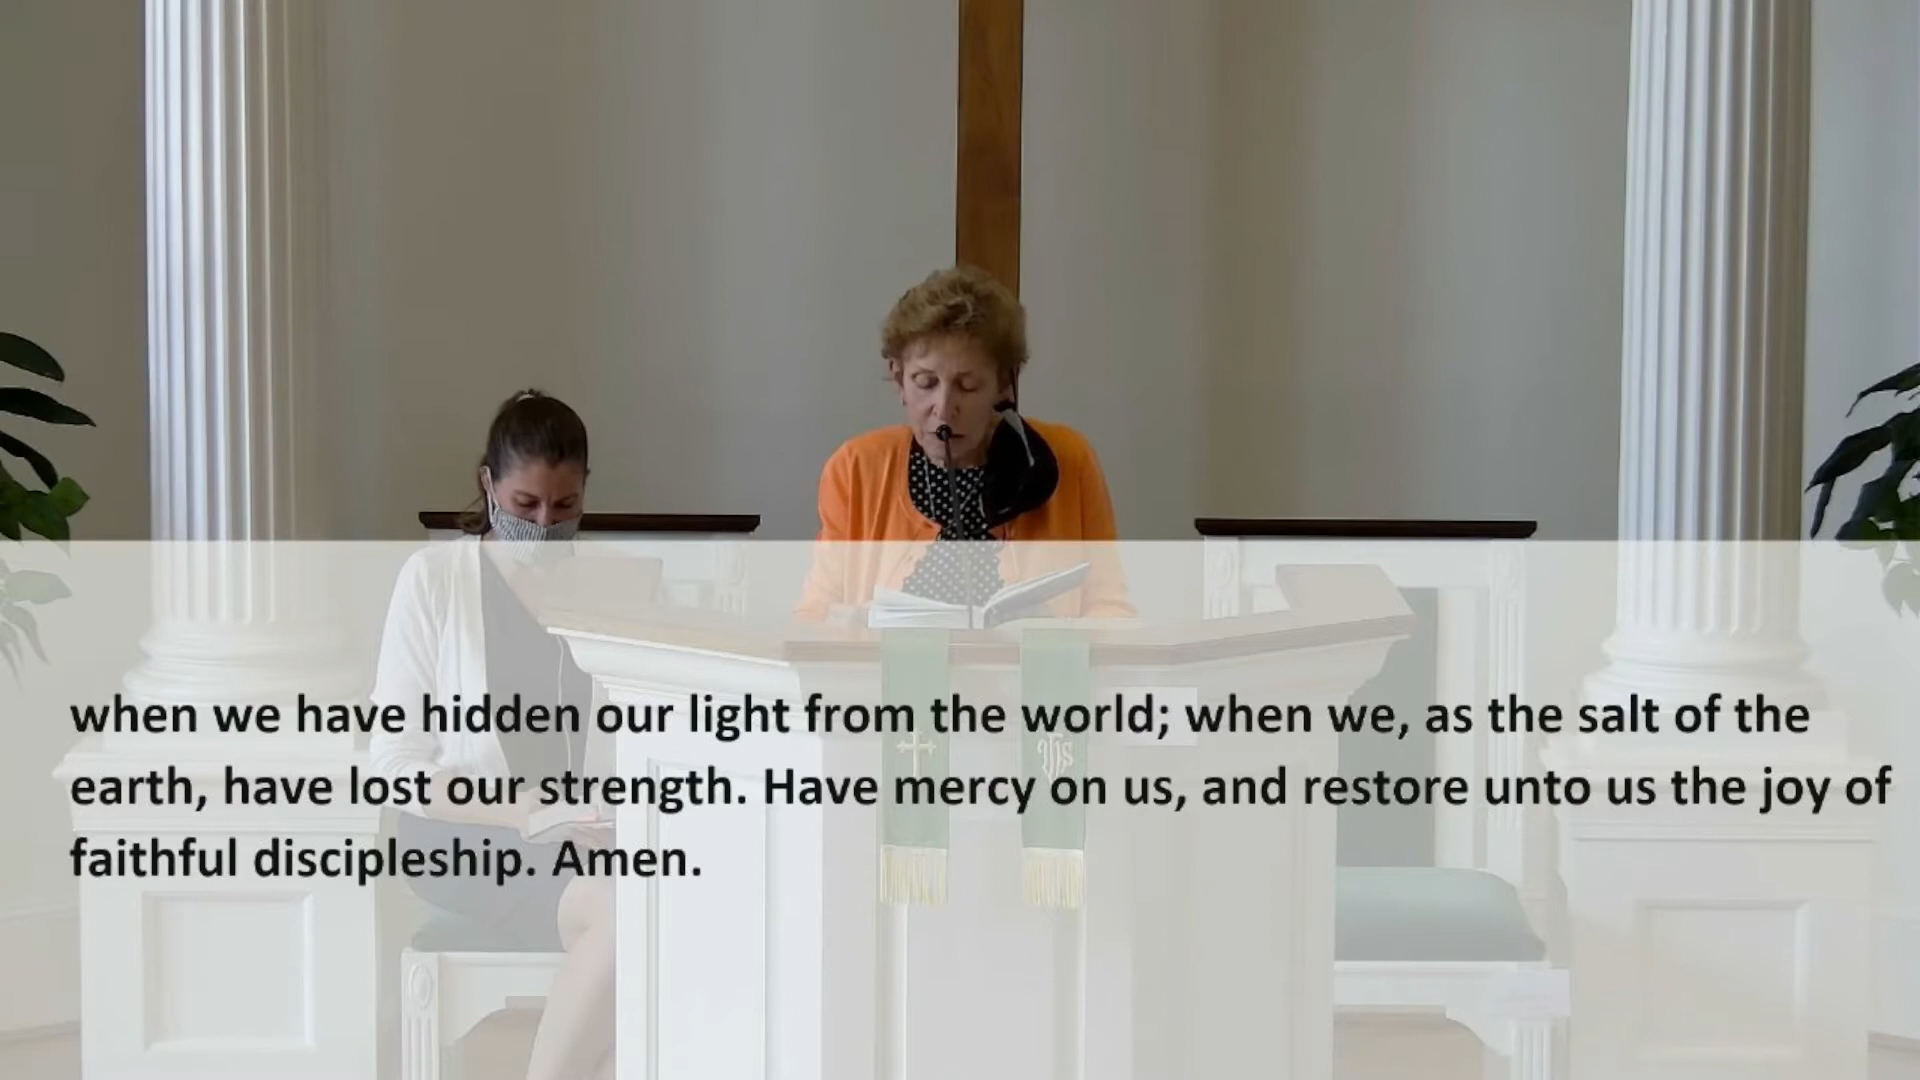 when we have hidden our light from the world; when we, as the salt of the
earth, have lost our strength. Have mercy on us, and restore unto us the joy of
faithful discipleship. Amen.